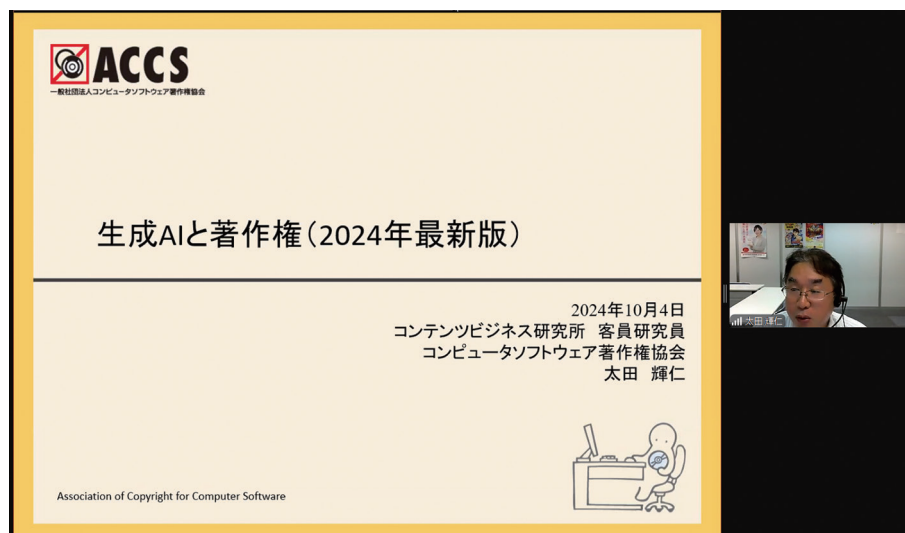 ACCS
一般社団法人コンピュータソフトウェア著作権協会
生成AIと著作権(2024年最新版)
2024年10月4日
コンテンツビジネス研究所 客員研究員
コンピュータソフトウェア著作権協会
太田 輝仁
Association of Copyright for Computer Software
太田 輝仁